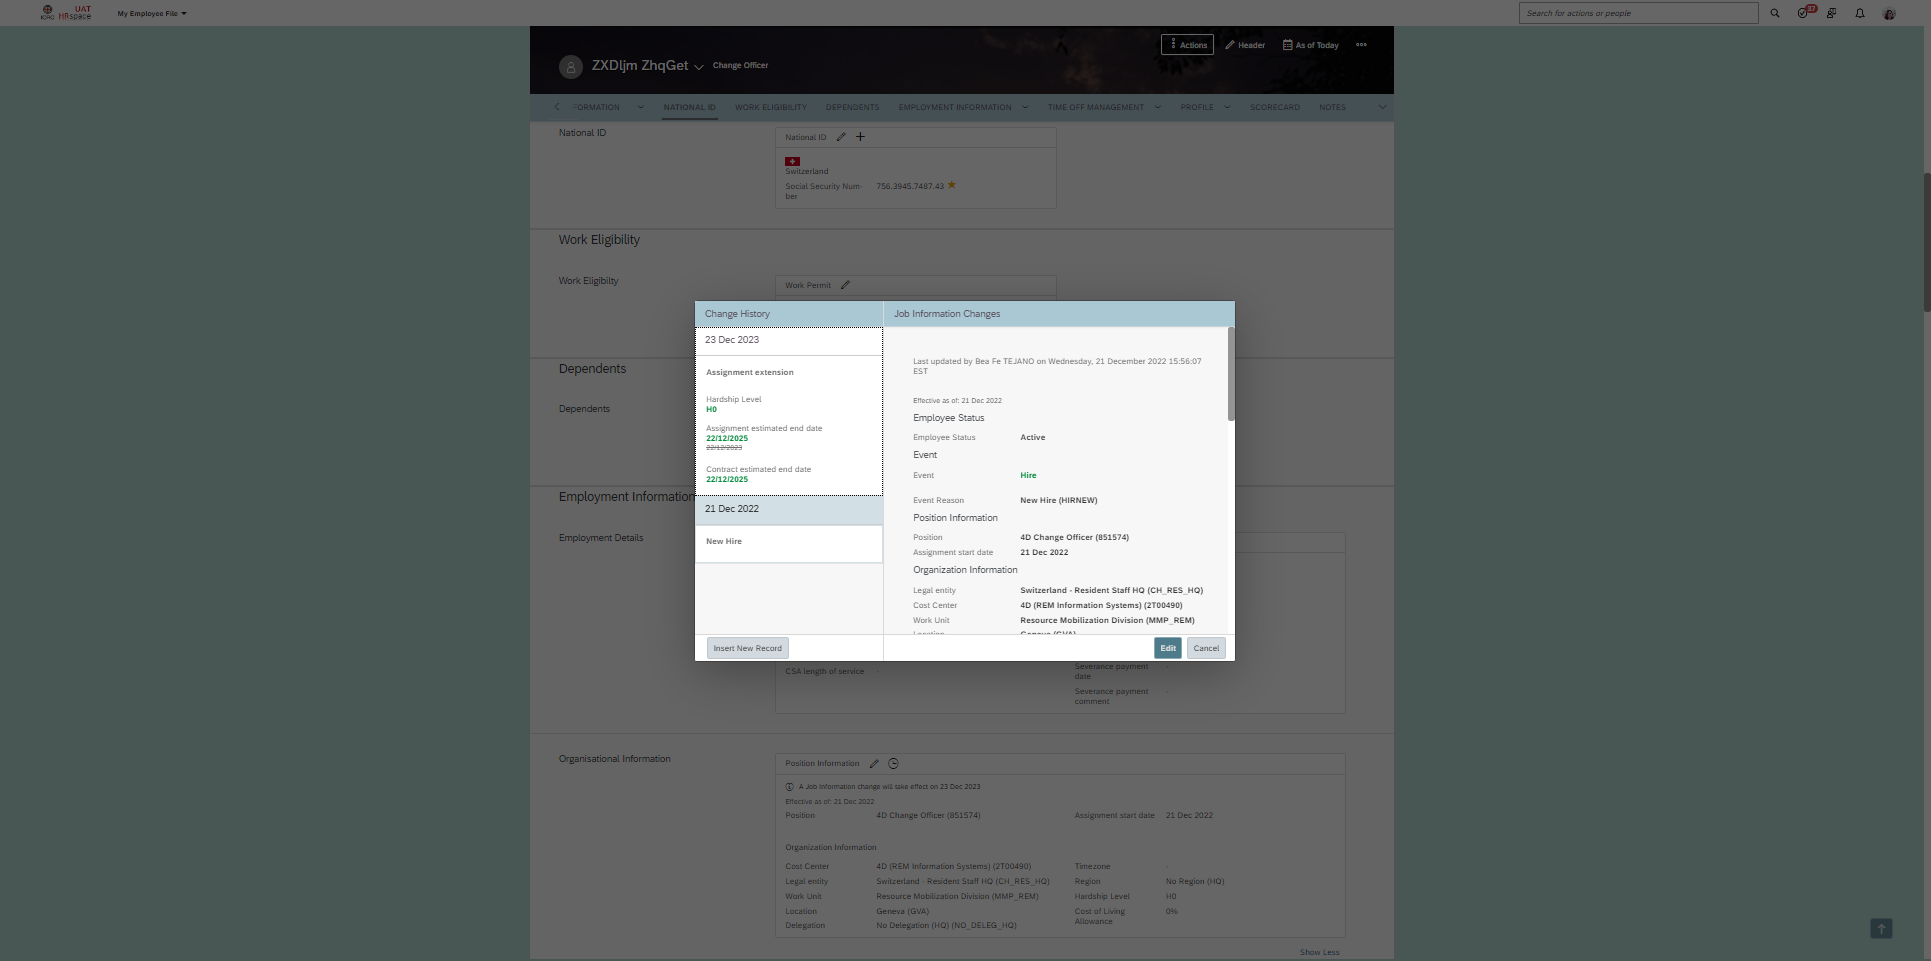 UAT
ICRC HRspace
My Employee File
Search for actions or people
37
Actions
Header
As of Today
ZXDljm ZhqGet
Change Officer
FORMATION
NATIONAL ID
WORK ELIGIBILITY
DEPENDENTS
EMPLOYMENT INFORMATION
TIME OFF MANAGEMENT
PROFILE
SCORECARD
NOTES
National ID
National ID
Switzerland
Social Security Num-
ber
756.3945.7487.43
Work Eligibility
Work Eligibilty
Work Permit
Dependents
Dependents
Employment Information
Employment Details
Change History
23 Dec 2023
Assignment extension
Hardship Level
H0
Assignment estimated end date
22/12/2025
22/12/2023
Contract estimated end date
22/12/2025
21 Dec 2022
New Hire
Insert New Record
Job Information Changes
Last updated by Bea Fe TEJANO on Wednesday, 21 December 2022 15:56:07
EST
Effective as of: 21 Dec 2022
Employee Status
Employee Status Active
Event
Event Hire
Event Reason New Hire (HIRNEW)
Position Information
Position 4D Change Officer (851574)
Assignment start date 21 Dec 2022
Organization Information
Legal entity Switzerland - Resident Staff HQ (CH_RES_HQ)
Cost Center 4D (REM Information Systems) (2T00490)
Work Unit Resource Mobilization Division (MMP_REM)
Location Geneva (GVA)
Edit
Cancel
CSA length of service -
Severance payment -
date
Severance payment -
comment
Organisational Information
Position Information
A Job Information change will take effect on 23 Dec 2023
Effective as of: 21 Dec 2022
Position 4D Change Officer (851574)
Assignment start date 21 Dec 2022
Organization Information
Cost Center 4D (REM Information Systems) (2T00490)
Timezone -
Legal entity Switzerland - Resident Staff HQ (CH_RES_HQ)
Region No Region (HQ)
Work Unit Resource Mobilization Division (MMP_REM)
Hardship Level H0
Location Geneva (GVA)
Cost of Living 0%
Allowance
Delegation No Delegation (HQ) (NO_DELEG_HQ)
Show Less